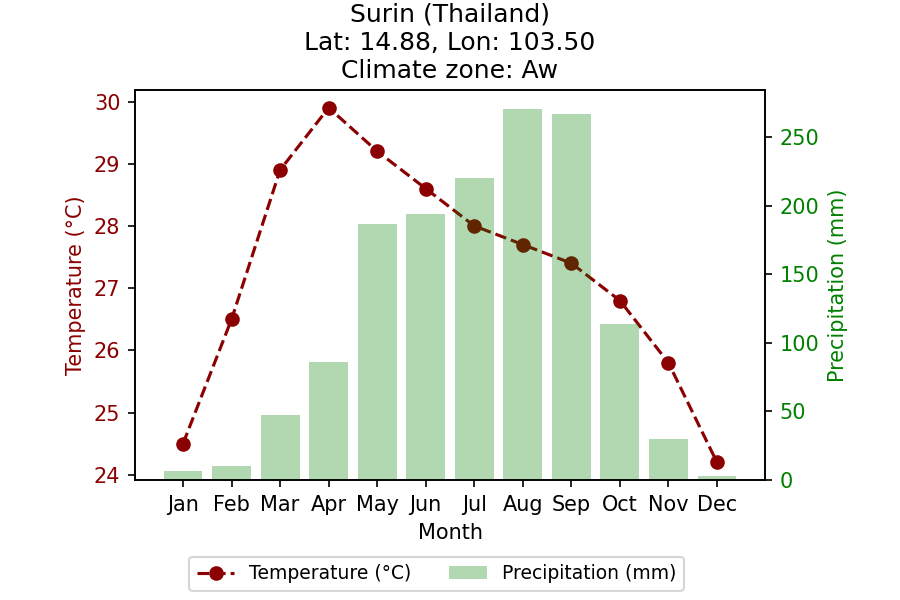 Surin (Thailand)
Lat: 14.88, Lon: 103.50
Climate zone: Aw
30
29
28
27
26
25
24
Temperature (°C)
250
200
150
100
50
0
Precipitation (mm)
Jan Feb Mar Apr May Jun Jul Aug Sep Oct Nov Dec
Month
Temperature (°C) Precipitation (mm)